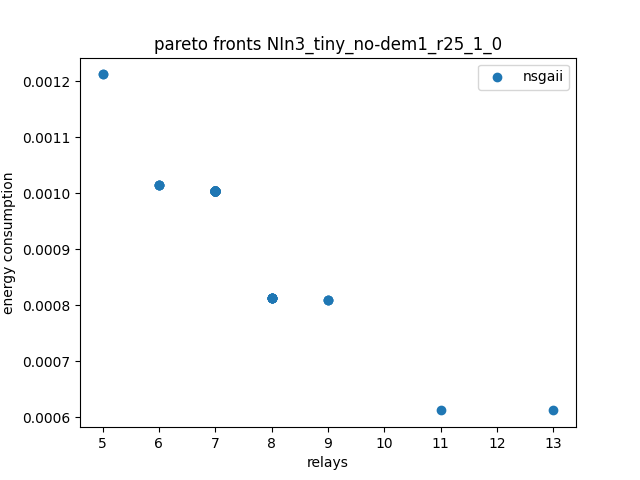 pareto fronts NIn3_tiny_no-dem1_r25_1_0
nsgaii
0.0012
0.0011
0.0010
0.0009
0.0008
0.0007
0.0006
energy consumption
5 6 7 8 9 10 11 12 13
relays